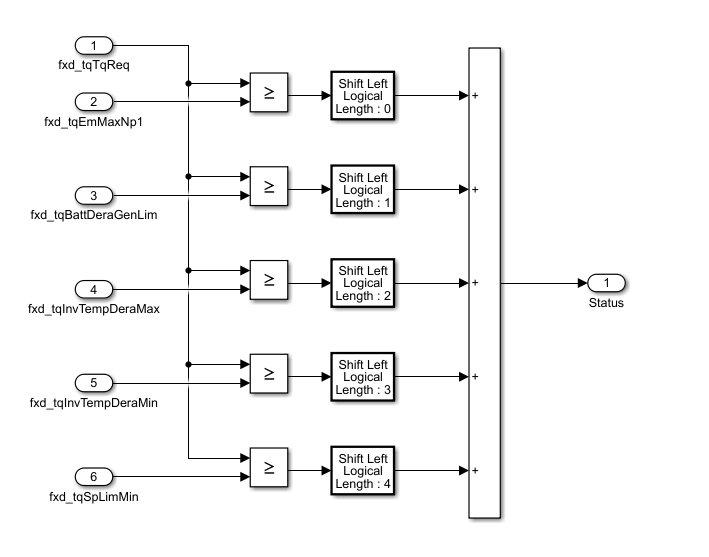 1
fxd_tqTqReq
2
fxd_tqEmMaxNp1
≥
Shift Left
Logical
Length : 0
+
3
fxd_tqBattDeraGenLim
≥
Shift Left
Logical
Length : 1
+
4
fxd_tqInvTempDeraMax
≥
Shift Left
Logical
Length : 2
+
1
Status
5
fxd_tqInvTempDeraMin
≥
Shift Left
Logical
Length : 3
+
6
fxd_tqSpLimMin
≥
Shift Left
Logical
Length : 4
+